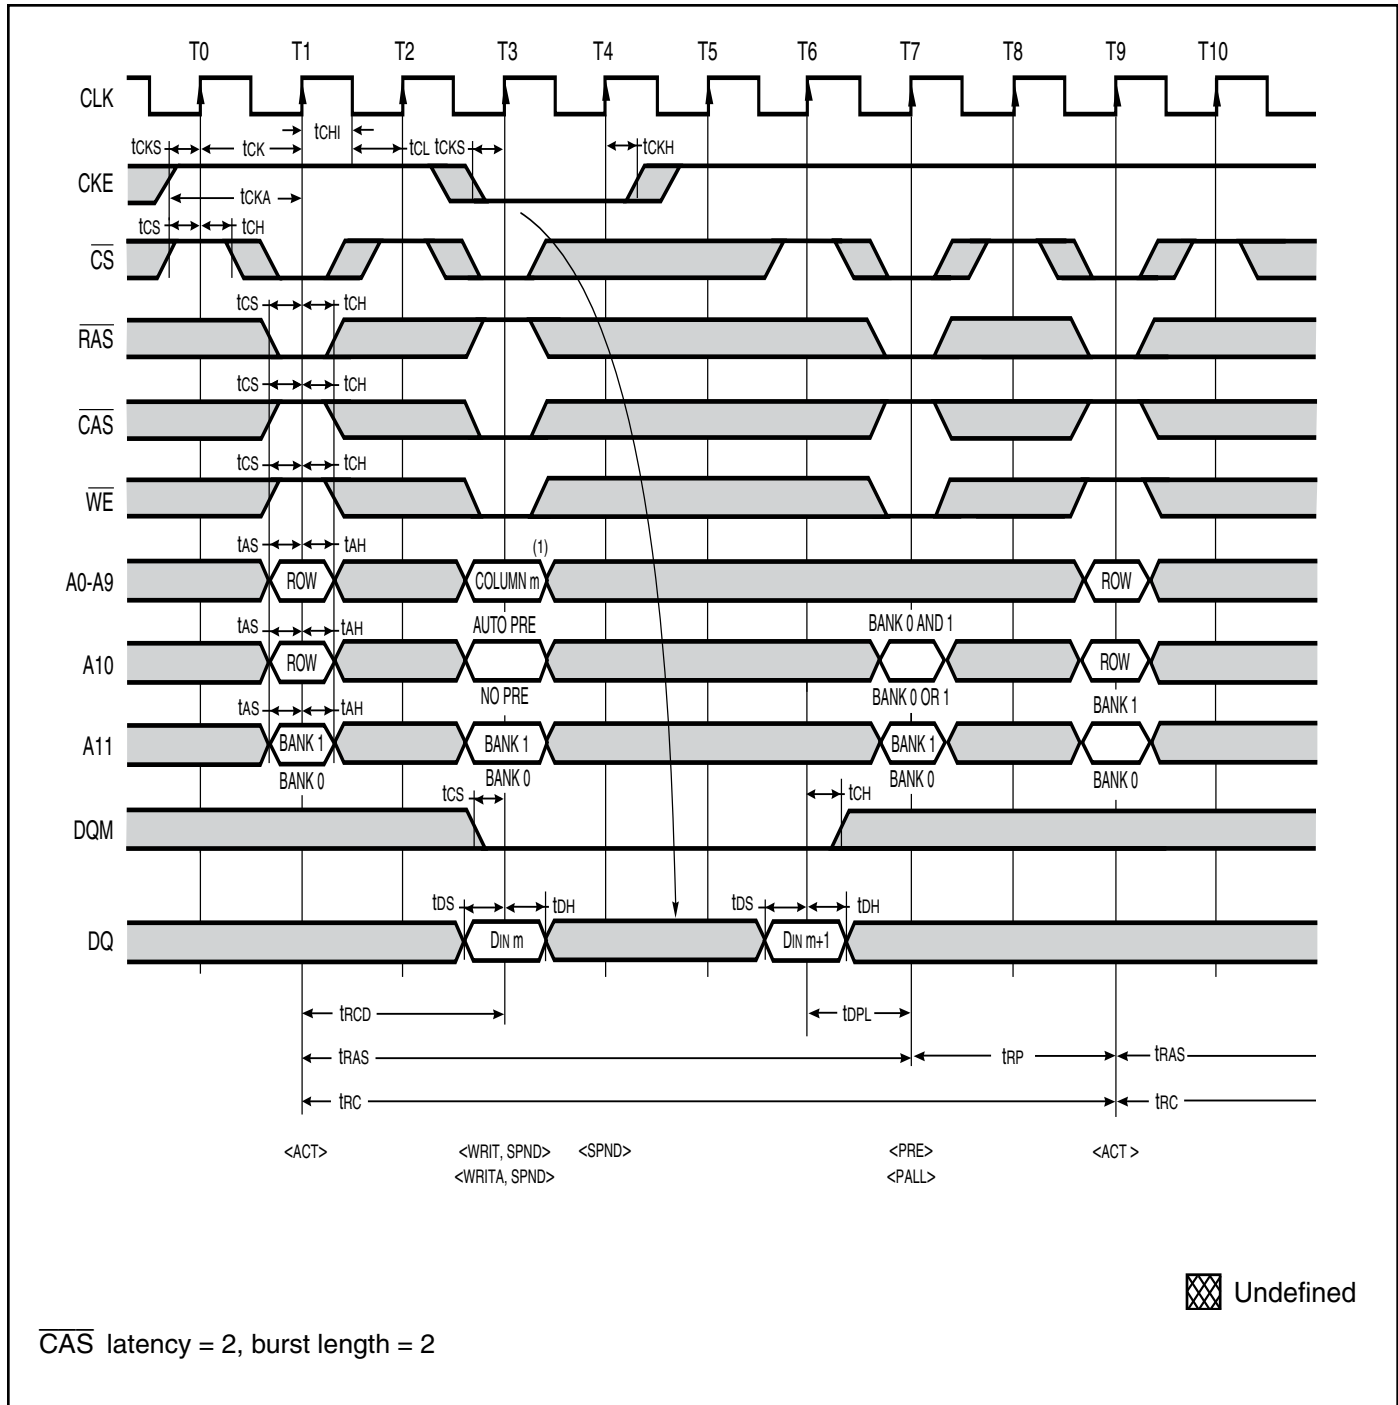 T0 T1 T2 T3 T4 T5 T6 T7 T8 T9 T10
CLK
tCHI
tCKS tCK tCL tCKS tCKH
CKE
tCKA
tCS tCH
CS
tCS tCH
RAS
tCS tCH
CAS
tCS tCH
WE
tAS tAH (1)
A0-A9 ROW COLUMN m ROW
tAS tAH AUTO PRE BANK 0 AND 1
A10 ROW ROW
NO PRE BANK 0 OR 1 BANK 1
tAS tAH
A11 BANK 1 BANK 1 BANK 1
BANK 0 BANK 0 BANK 0 BANK 0
tCS tCH
DQM
tDS tDH tDS tDH
DQ DIN m DIN m+1
tRCD tDPL
tRAS tRP tRAS
tRC tRC
<ACT> <WRIT, SPND> <SPND> <PRE> <ACT >
<WRITA, SPND> <PALL>
Undefined
CAS latency = 2, burst length = 2